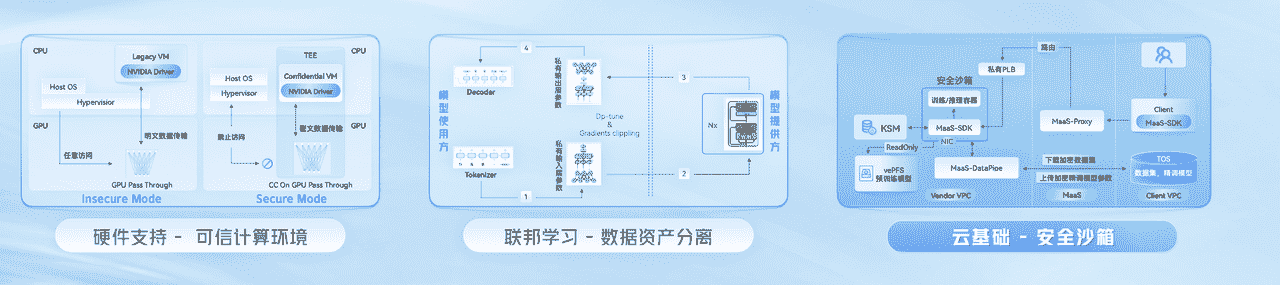 CPU
Legacy VM
NVIDIA Driver
Host OS
Hypervisior
GPU
明文数据传输
任意访问
GPU Pass Through
Insecure Mode
TEE
CPU
Host OS
Hypervisor
Confidential VM
NVIDIA Driver
GPU
禁止访问
密文数据传输
CC On GPU Pass Through
Secure Mode
硬件支持 - 可信计算环境
模型使用方
4
Decoder
私有输出层参数
3
Dp-tune
&
Gradients clipping
Nx
模型提供方
Tokenizer
私有输入层参数
1
2
联邦学习 - 数据资产分离
路由
私有PLB
安全沙箱
训练/推理容器
KSM
MaaS-SDK
MaaS-Proxy
Client
MaaS-SDK
ReadOnly
NIC
vePFS
预训练模型
MaaS-DataPipe
下载加密数据集
上传加密精调模型参数
TOS
数据集,精调模型
Vendor VPC
MaaS
Client VPC
云基础 - 安全沙箱